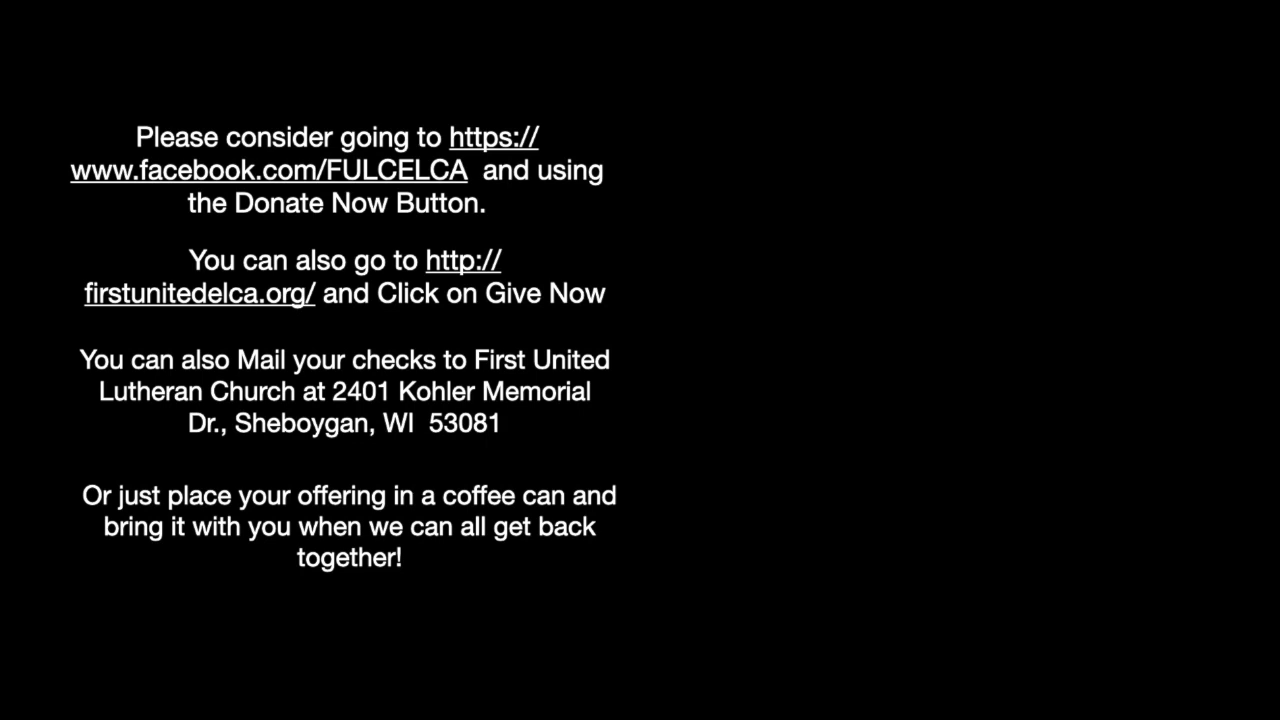 Please consider going to https://
www.facebook.com/FULCELCA  and using
the Donate Now Button.
You can also go to http://
firstunitedelca.org/ and Click on Give Now
You can also Mail your checks to First United
Lutheran Church at 2401 Kohler Memorial
Dr., Sheboygan, WI  53081
Or just place your offering in a coffee can and
bring it with you when we can all get back
together!